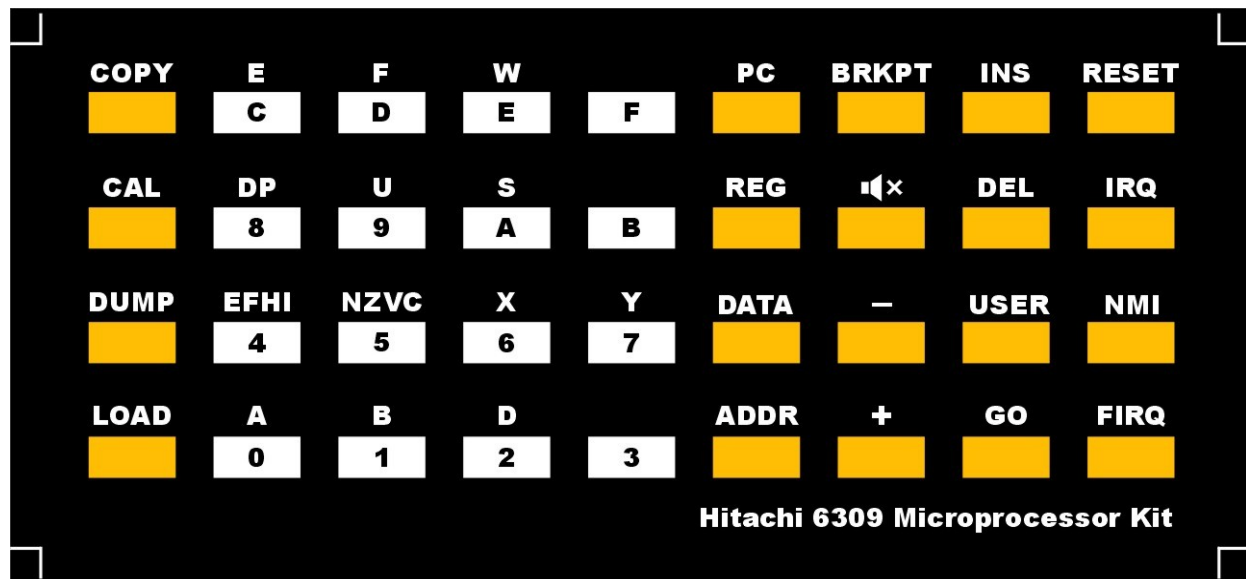 COPY E F W PC BRKPT INS RESET
C D E F
CAL DP U S REG DEL IRQ
8 9 A B
DUMP EFHI NZVC X Y DATA – USER NMI
4 5 6 7
LOAD A B D ADDR + GO FIRQ
0 1 2 3
Hitachi 6309 Microprocessor Kit